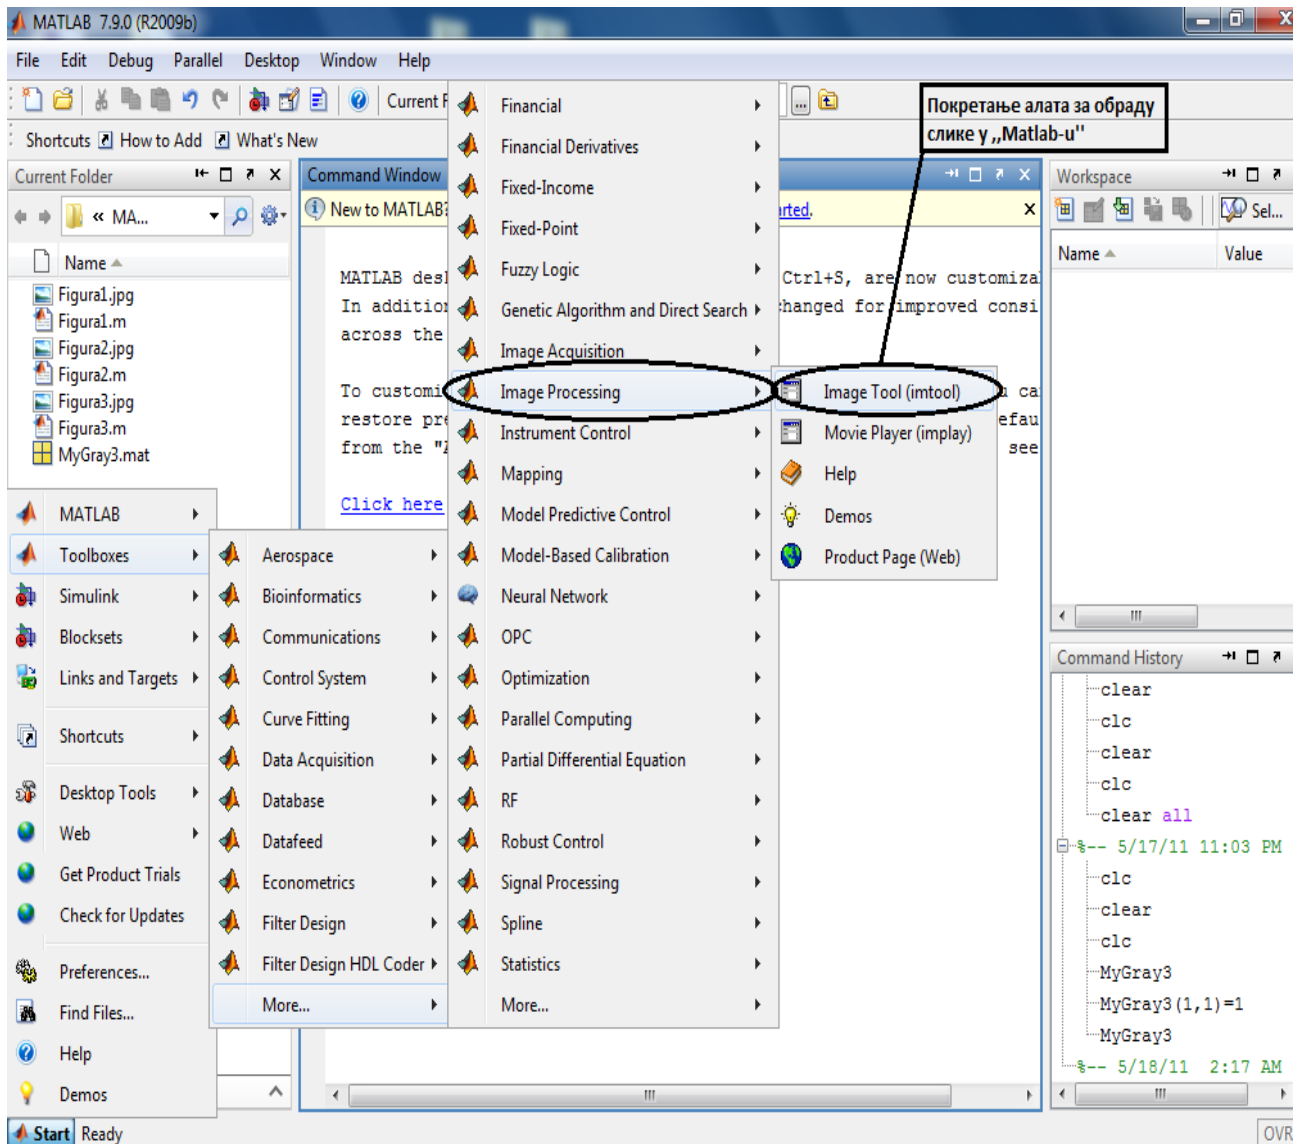 MATLAB 7.9.0 (R2009b)
File Edit Debug Parallel Desktop Window Help
Current F
Shortcuts How to Add What's New
Покретање алата за обраду
слике у ,,Matlab-u''
Current Folder
« MA...
Name
Figura1.jpg
Figura1.m
Figura2.jpg
Figura2.m
Figura3.jpg
Figura3.m
MyGray3.mat
Command Window
New to MATLAB? arted.
MATLAB des Ctrl+S, are now customiza
In addition changed for improved consi
across the
To customi ca
restore pre efau
from the " see
Click here
MATLAB
Toolboxes
Simulink
Blocksets
Links and Targets
Shortcuts
Desktop Tools
Web
Get Product Trials
Check for Updates
Preferences...
Find Files...
Help
Demos
Aerospace
Bioinformatics
Communications
Control System
Curve Fitting
Data Acquisition
Database
Datafeed
Econometrics
Filter Design
Filter Design HDL Coder
More...
Financial
Financial Derivatives
Fixed-Income
Fixed-Point
Fuzzy Logic
Genetic Algorithm and Direct Search
Image Acquisition
Image Processing
Instrument Control
Mapping
Model Predictive Control
Model-Based Calibration
Neural Network
OPC
Optimization
Parallel Computing
Partial Differential Equation
RF
Robust Control
Signal Processing
Spline
Statistics
More...
Image Tool (imtool)
Movie Player (implay)
Help
Demos
Product Page (Web)
Workspace
Sel...
Name Value
Command History
clear
clc
clear
clc
clear all
%-- 5/17/11 11:03 PM
clc
clear
clc
MyGray3
MyGray3(1,1)=1
MyGray3
%-- 5/18/11 2:17 AM
Start Ready
OVR